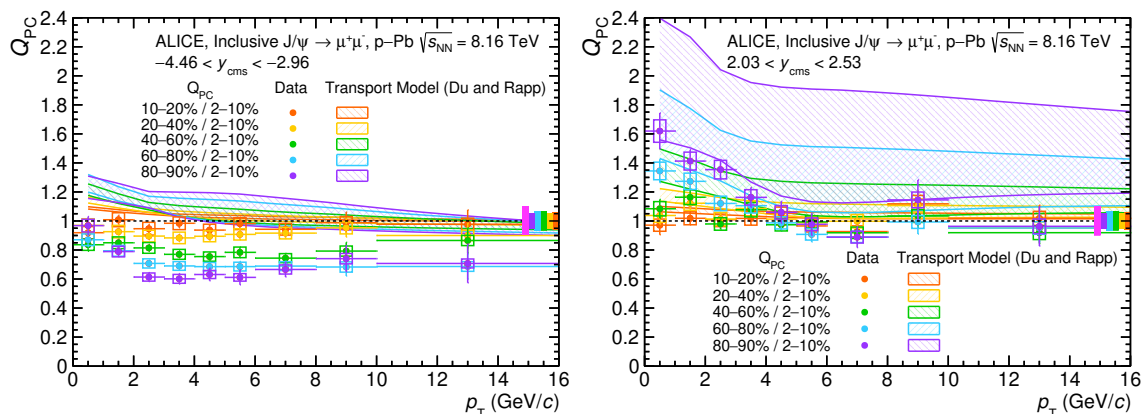 Q_PC
2.4
2.2
2
1.8
1.6
1.4
1.2
1
0.8
0.6
0.4
0.2
0
ALICE, Inclusive J/ψ → μ⁺μ⁻, p−Pb √s_NN = 8.16 TeV
−4.46 < y_cms < −2.96
Q_PC Data Transport Model (Du and Rapp)
10–20% / 2–10%
20–40% / 2–10%
40–60% / 2–10%
60–80% / 2–10%
80–90% / 2–10%
0 2 4 6 8 10 12 14 16
p_T (GeV/c)
Q_PC
2.4
2.2
2
1.8
1.6
1.4
1.2
1
0.8
0.6
0.4
0.2
0
ALICE, Inclusive J/ψ → μ⁺μ⁻, p−Pb √s_NN = 8.16 TeV
2.03 < y_cms < 2.53
Q_PC Data Transport Model (Du and Rapp)
10–20% / 2–10%
20–40% / 2–10%
40–60% / 2–10%
60–80% / 2–10%
80–90% / 2–10%
0 2 4 6 8 10 12 14 16
p_T (GeV/c)